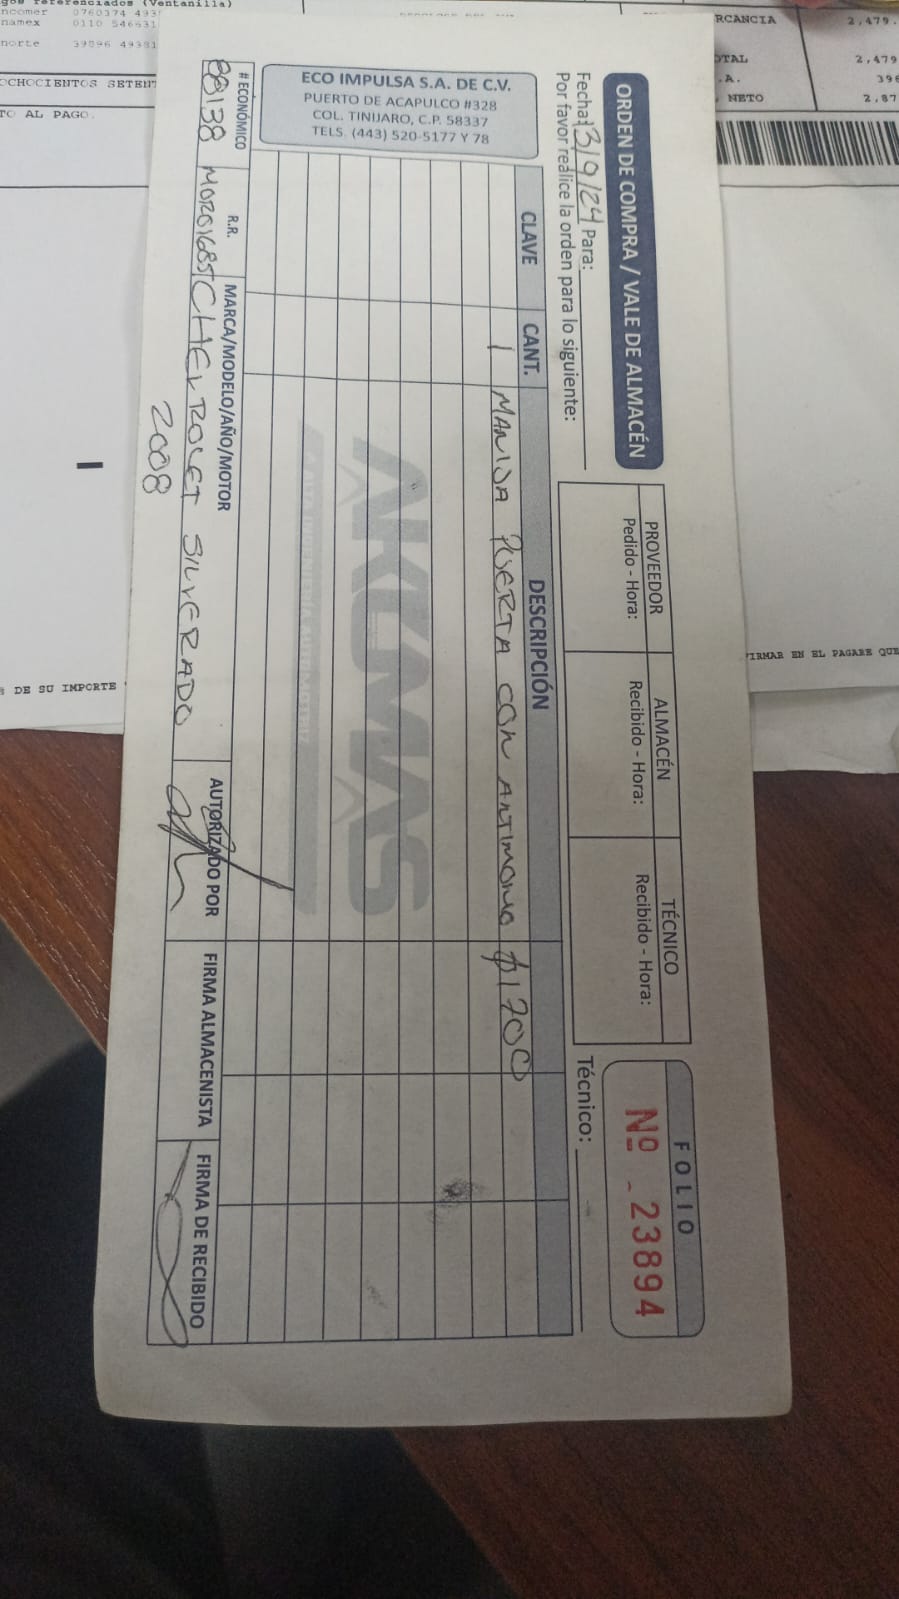 gos referenciados (Ventanilla)
ncomer 0760374 493
namex 0110 546631
norte 39896 49381
OCHOCIENTOS SETENT
TO AL PAGO.
RCANCIA 2,479.
OTAL 2,479
.A. 396
NETO 2,87
FIRMAR EN EL PAGARE QUE
DE SU IMPORTE
ORDEN DE COMPRA / VALE DE ALMACÉN
Fecha: 13/9/24 Para:
Por favor realice la orden para lo siguiente:
PROVEEDOR
Pedido - Hora:
ALMACÉN
Recibido - Hora:
TÉCNICO
Recibido - Hora:
FOLIO
Nº - 23894
Técnico:
CLAVE CANT. DESCRIPCIÓN
1 MANIJA PUERTA CON ANTIMONIO $1700
AKUMAS
ECO IMPULSA S.A. DE C.V.
PUERTO DE ACAPULCO #328
COL. TINIJARO, C.P. 58337
TELS. (443) 520-5177 Y 78
# ECONÓMICO R.R. MARCA/MODELO/AÑO/MOTOR AUTORIZADO POR FIRMA ALMACENISTA FIRMA DE RECIBIDO
88138 MO201685 CHEVROLET SILVERADO
2008